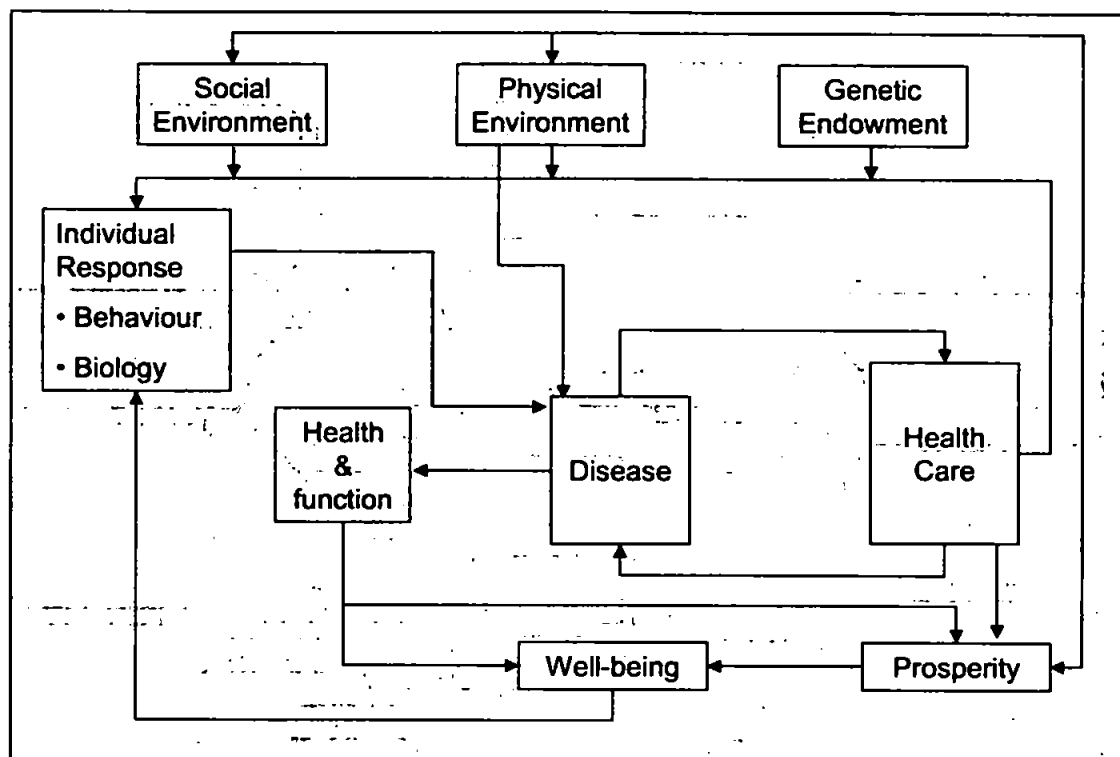 Social
Environment
Physical
Environment
Genetic
Endowment
Individual
Response
• Behaviour
• Biology
Health
&
function
Disease
Health
Care
Well-being
Prosperity